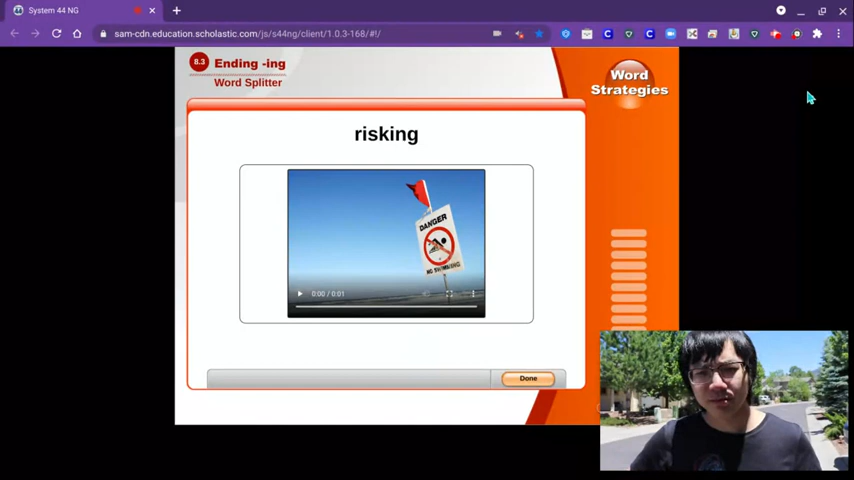 System 44 NG
sam-cdn.education.scholastic.com/js/s44ng/client/1.0.3-168/#!/
8.3
Ending -ing
Word Splitter
Word
Strategies
risking
DANGER
NO SWIMMING
0:00 / 0:01
Done